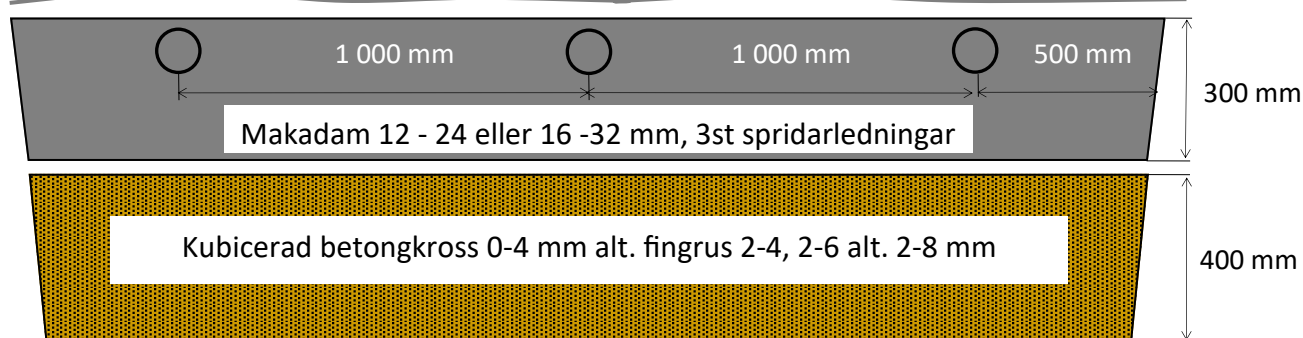 1 000 mm
1 000 mm
500 mm
300 mm
Makadam 12 - 24 eller 16 -32 mm, 3st spridarledningar
Kubicerad betongkross 0-4 mm alt. fingrus 2-4, 2-6 alt. 2-8 mm
400 mm